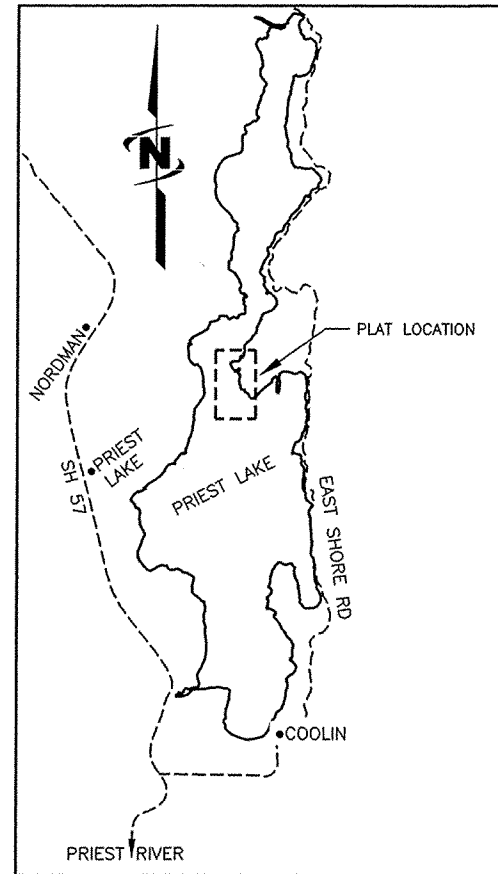 N
PLAT LOCATION
NORDMAN
PRIEST
LAKE
SH 57
PRIEST LAKE
EAST SHORE RD
COOLIN
PRIEST RIVER